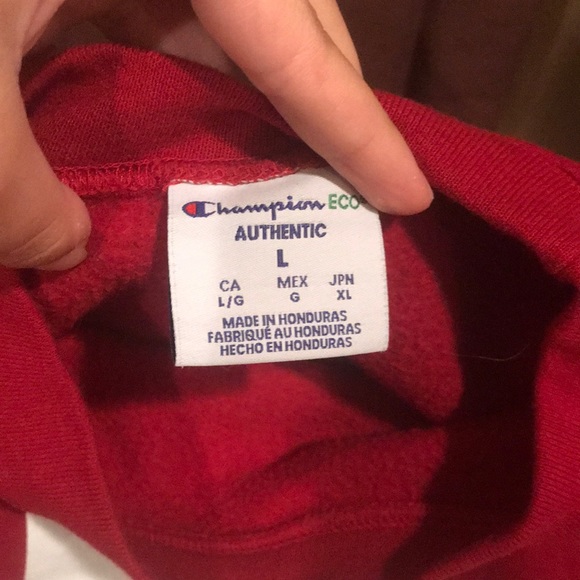 Champion ECO
AUTHENTIC
L
CA MEX JPN
L/G G XL
MADE IN HONDURAS
FABRIQUÉ AU HONDURAS
HECHO EN HONDURAS